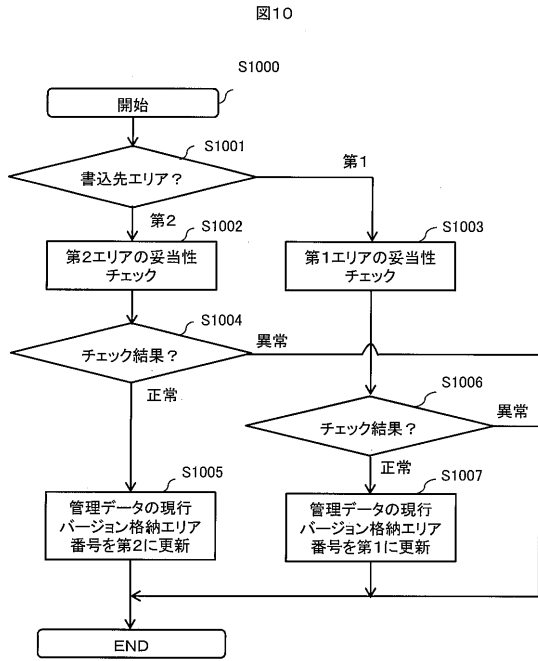 図10
S1000
開始
S1001
書込先エリア？
第1
第2
S1002
第2エリアの妥当性
チェック
S1003
第1エリアの妥当性
チェック
S1004
チェック結果？
異常
正常
S1006
チェック結果？
異常
正常
S1005
管理データの現行
バージョン格納エリア
番号を第2に更新
S1007
管理データの現行
バージョン格納エリア
番号を第1に更新
END